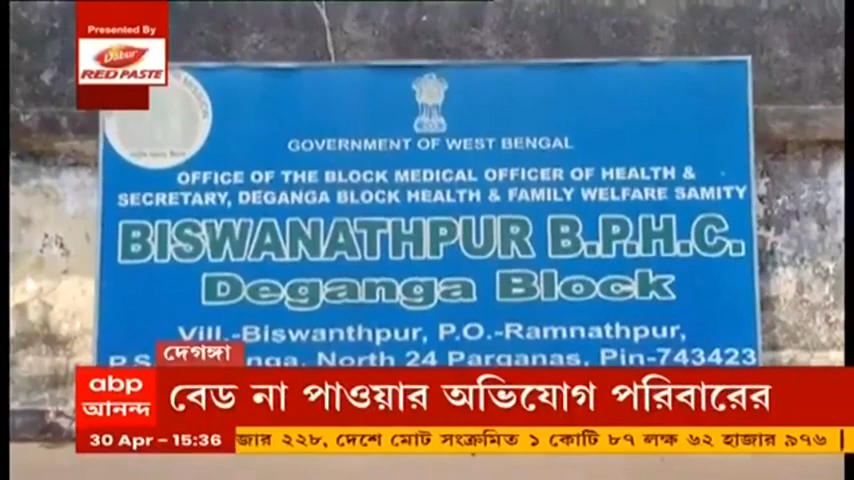 Presented By
Dabur
RED PASTE
GOVERNMENT OF WEST BENGAL
OFFICE OF THE BLOCK MEDICAL OFFICER OF HEALTH &
SECRETARY, DEGANGA BLOCK HEALTH & FAMILY WELFARE SAMITY
BISWANATHPUR B.P.H.C.
Deganga Block
Vill.-Biswanthpur, P.O.-Ramnathpur,
North 24 Parganas, Pin-743423
দেগঙ্গা
abp
আনন্দ
বেড না পাওয়ার অভিযোগ পরিবারের
30 Apr - 15:36
জার ২২৮, দেশে মোট সংক্রমিত ১ কোটি ৮৭ লক্ষ ৬২ হাজার ৯৭৬